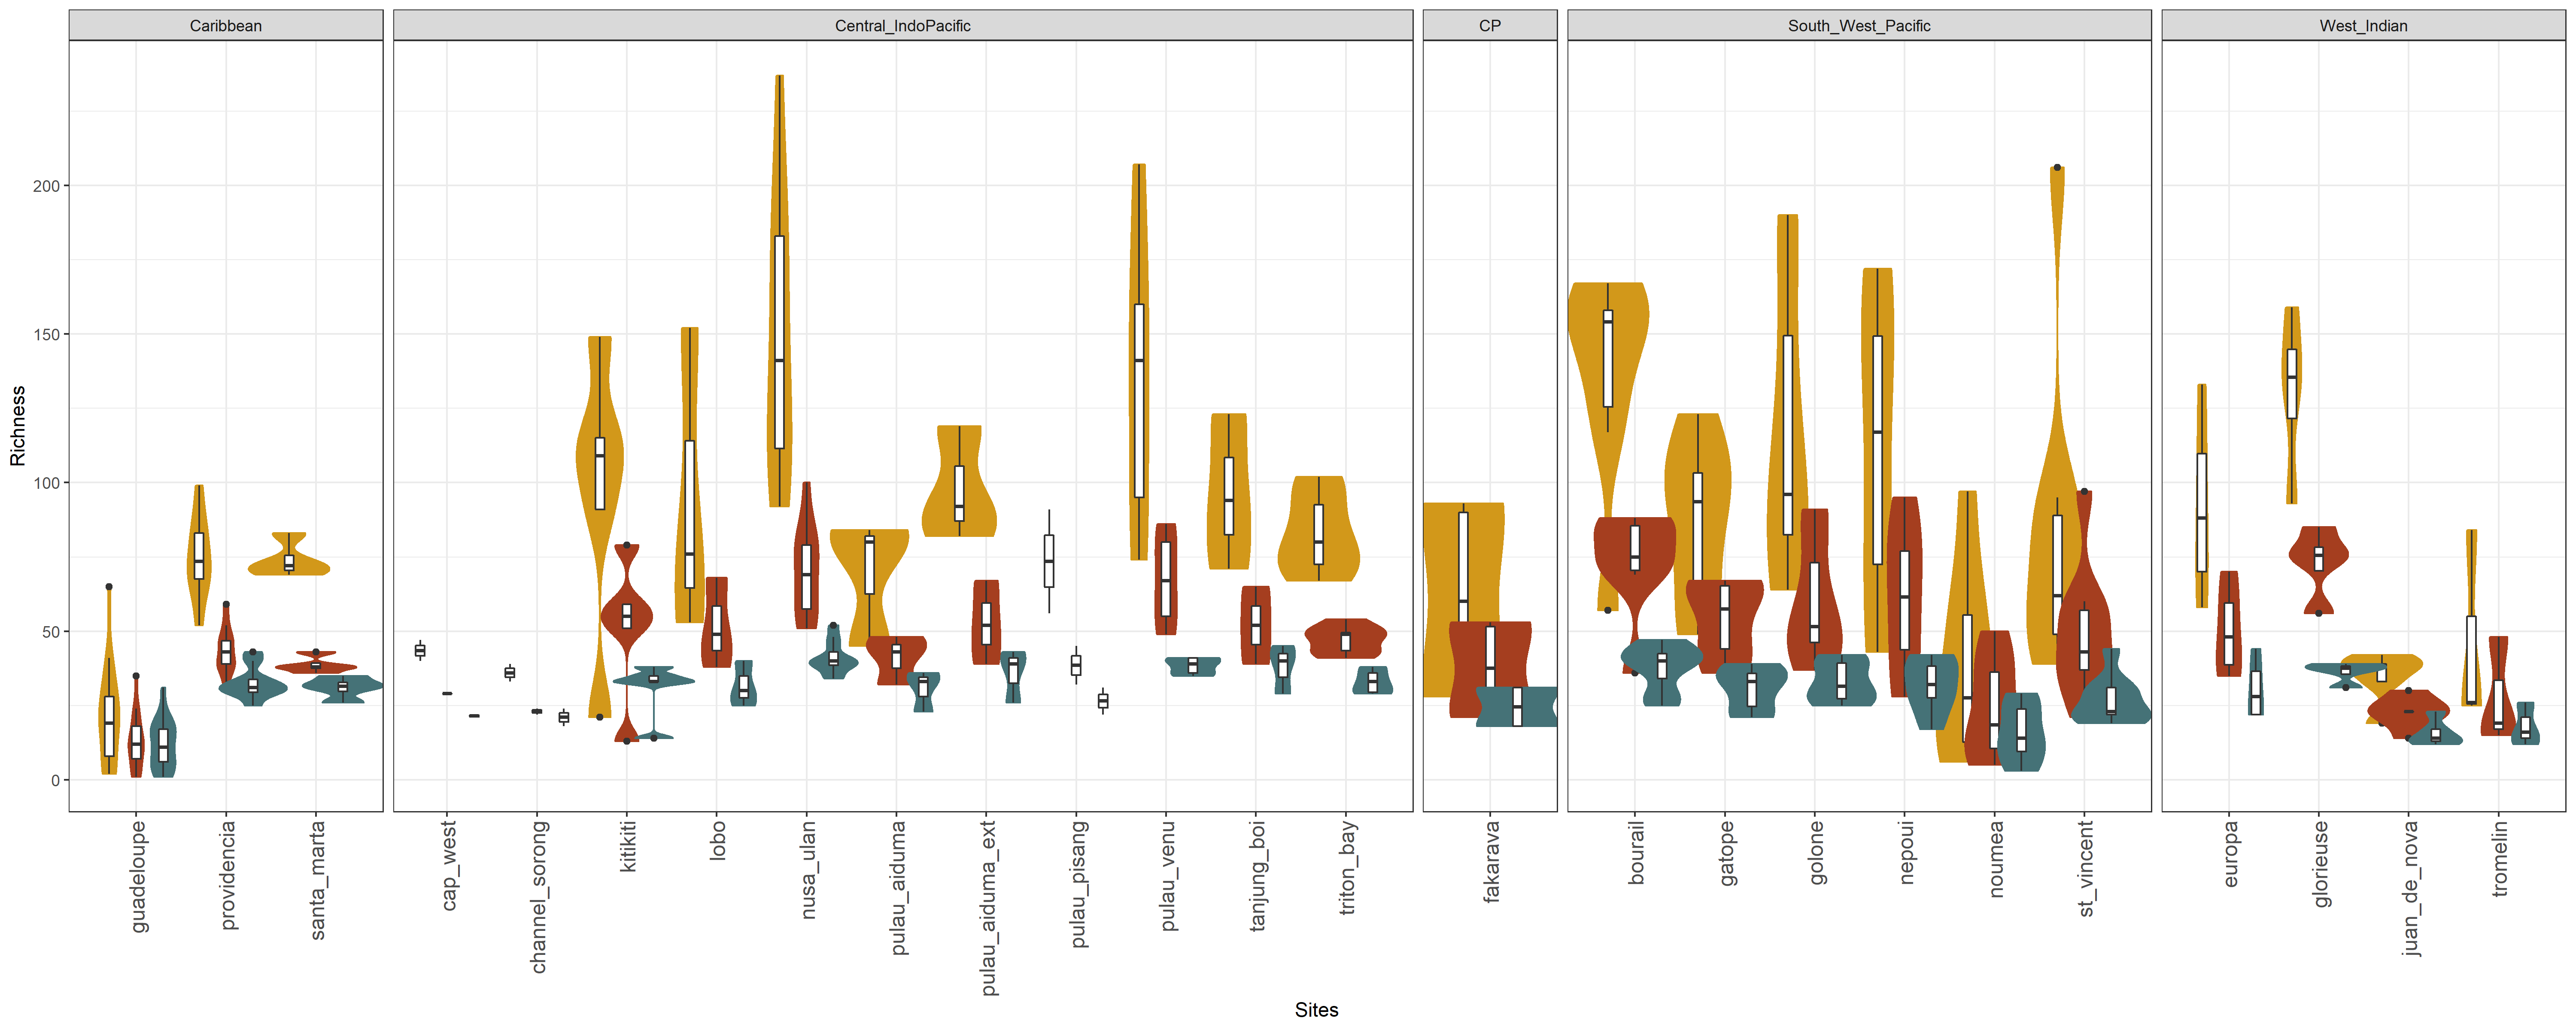 Caribbean
Central_IndoPacific
CP
South_West_Pacific
West_Indian
Richness
200
150
100
50
0
guadeloupe
providencia
santa_marta
cap_west
channel_sorong
kitikiti
lobo
nusa_ulan
pulau_aiduma
pulau_aiduma_ext
pulau_pisang
pulau_venu
tanjung_boi
triton_bay
fakarava
bourail
gatope
golone
nepoui
noumea
st_vincent
europa
glorieuse
juan_de_nova
tromeliin
Sites